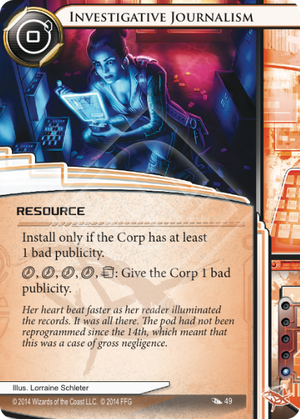 0
INVESTIGATIVE JOURNALISM
RESOURCE
Install only if the Corp has at least
1 bad publicity.
, , , , : Give the Corp 1 bad
publicity.
Her heart beat faster as her reader illuminated
the records. It was all there. The pod had not been
reprogrammed since the 14th, which meant that
this was a case of gross negligence.
Illus. Lorraine Schleter
© 2014 Wizards of the Coast LLC. © 2014 FFG
49